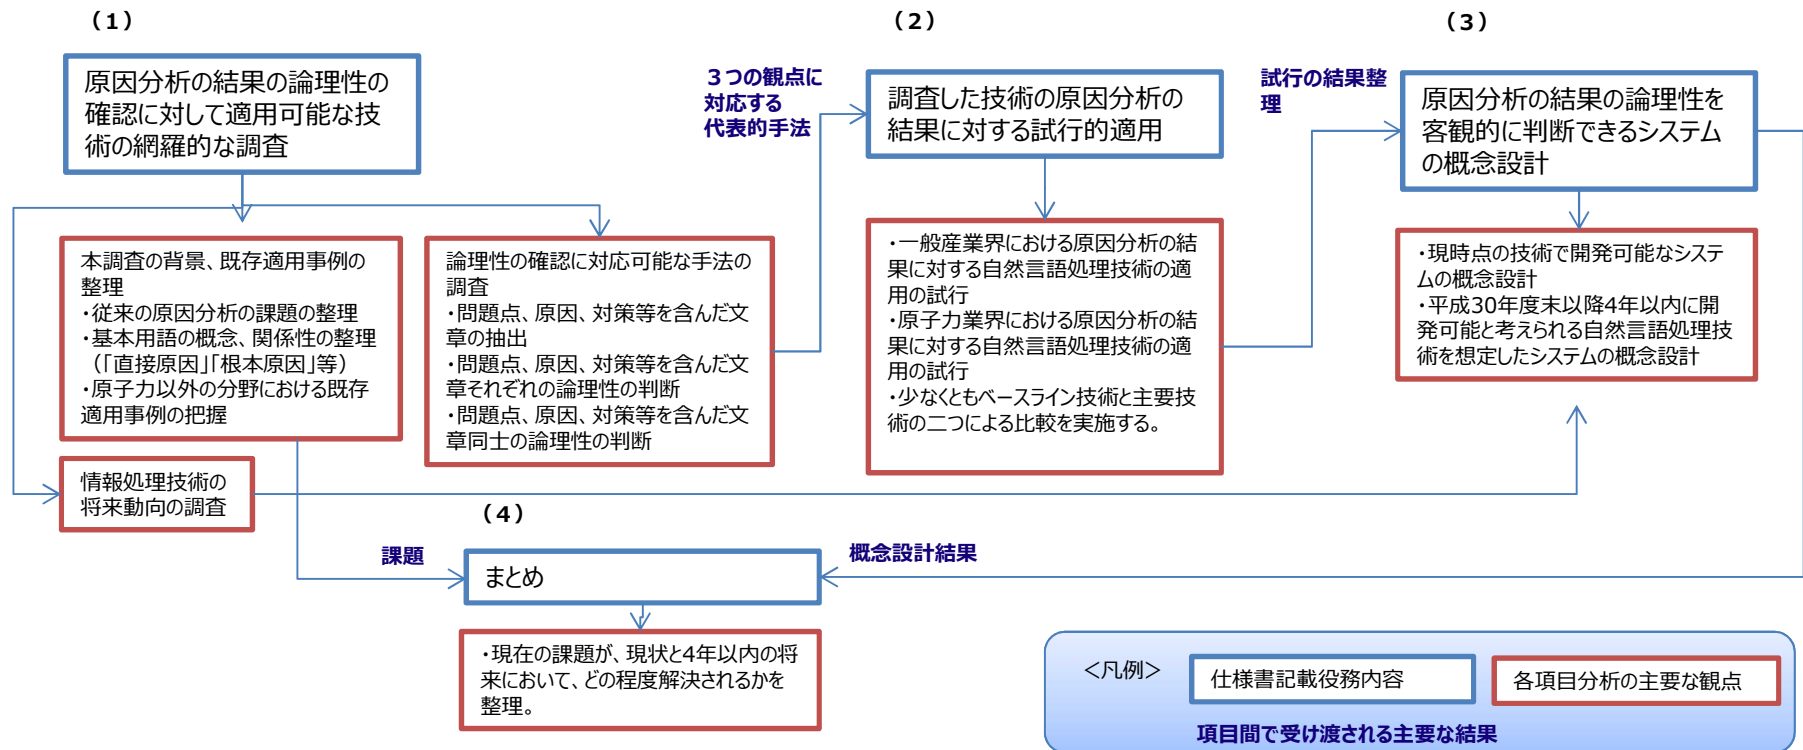 （１）
原因分析の結果の論理性の
確認に対して適用可能な技
術の網羅的な調査
本調査の背景、既存適用事例の
整理
・従来の原因分析の課題の整理
・基本用語の概念、関係性の整理
（「直接原因」「根本原因」等）
・原子力以外の分野における既存
適用事例の把握
論理性の確認に対応可能な手法の
調査
・問題点、原因、対策等を含んだ文
章の抽出
・問題点、原因、対策等を含んだ文
章それぞれの論理性の判断
・問題点、原因、対策等を含んだ文
章同士の論理性の判断
情報処理技術の
将来動向の調査
３つの観点に
対応する
代表的手法
（２）
調査した技術の原因分析の
結果に対する試行的適用
・一般産業界における原因分析の結
果に対する自然言語処理技術の適
用の試行
・原子力業界における原因分析の結
果に対する自然言語処理技術の適
用の試行
・少なくともベースライン技術と主要技
術の二つによる比較を実施する。
試行の結果整
理
（３）
原因分析の結果の論理性を
客観的に判断できるシステム
の概念設計
・現時点の技術で開発可能なシステ
ムの概念設計
・平成30年度末以降4年以内に開
発可能と考えられる自然言語処理技
術を想定したシステムの概念設計
（４）
課題
まとめ
概念設計結果
・現在の課題が、現状と4年以内の将
来において、どの程度解決されるかを
整理。
＜凡例＞
仕様書記載役務内容
各項目分析の主要な観点
項目間で受け渡される主要な結果